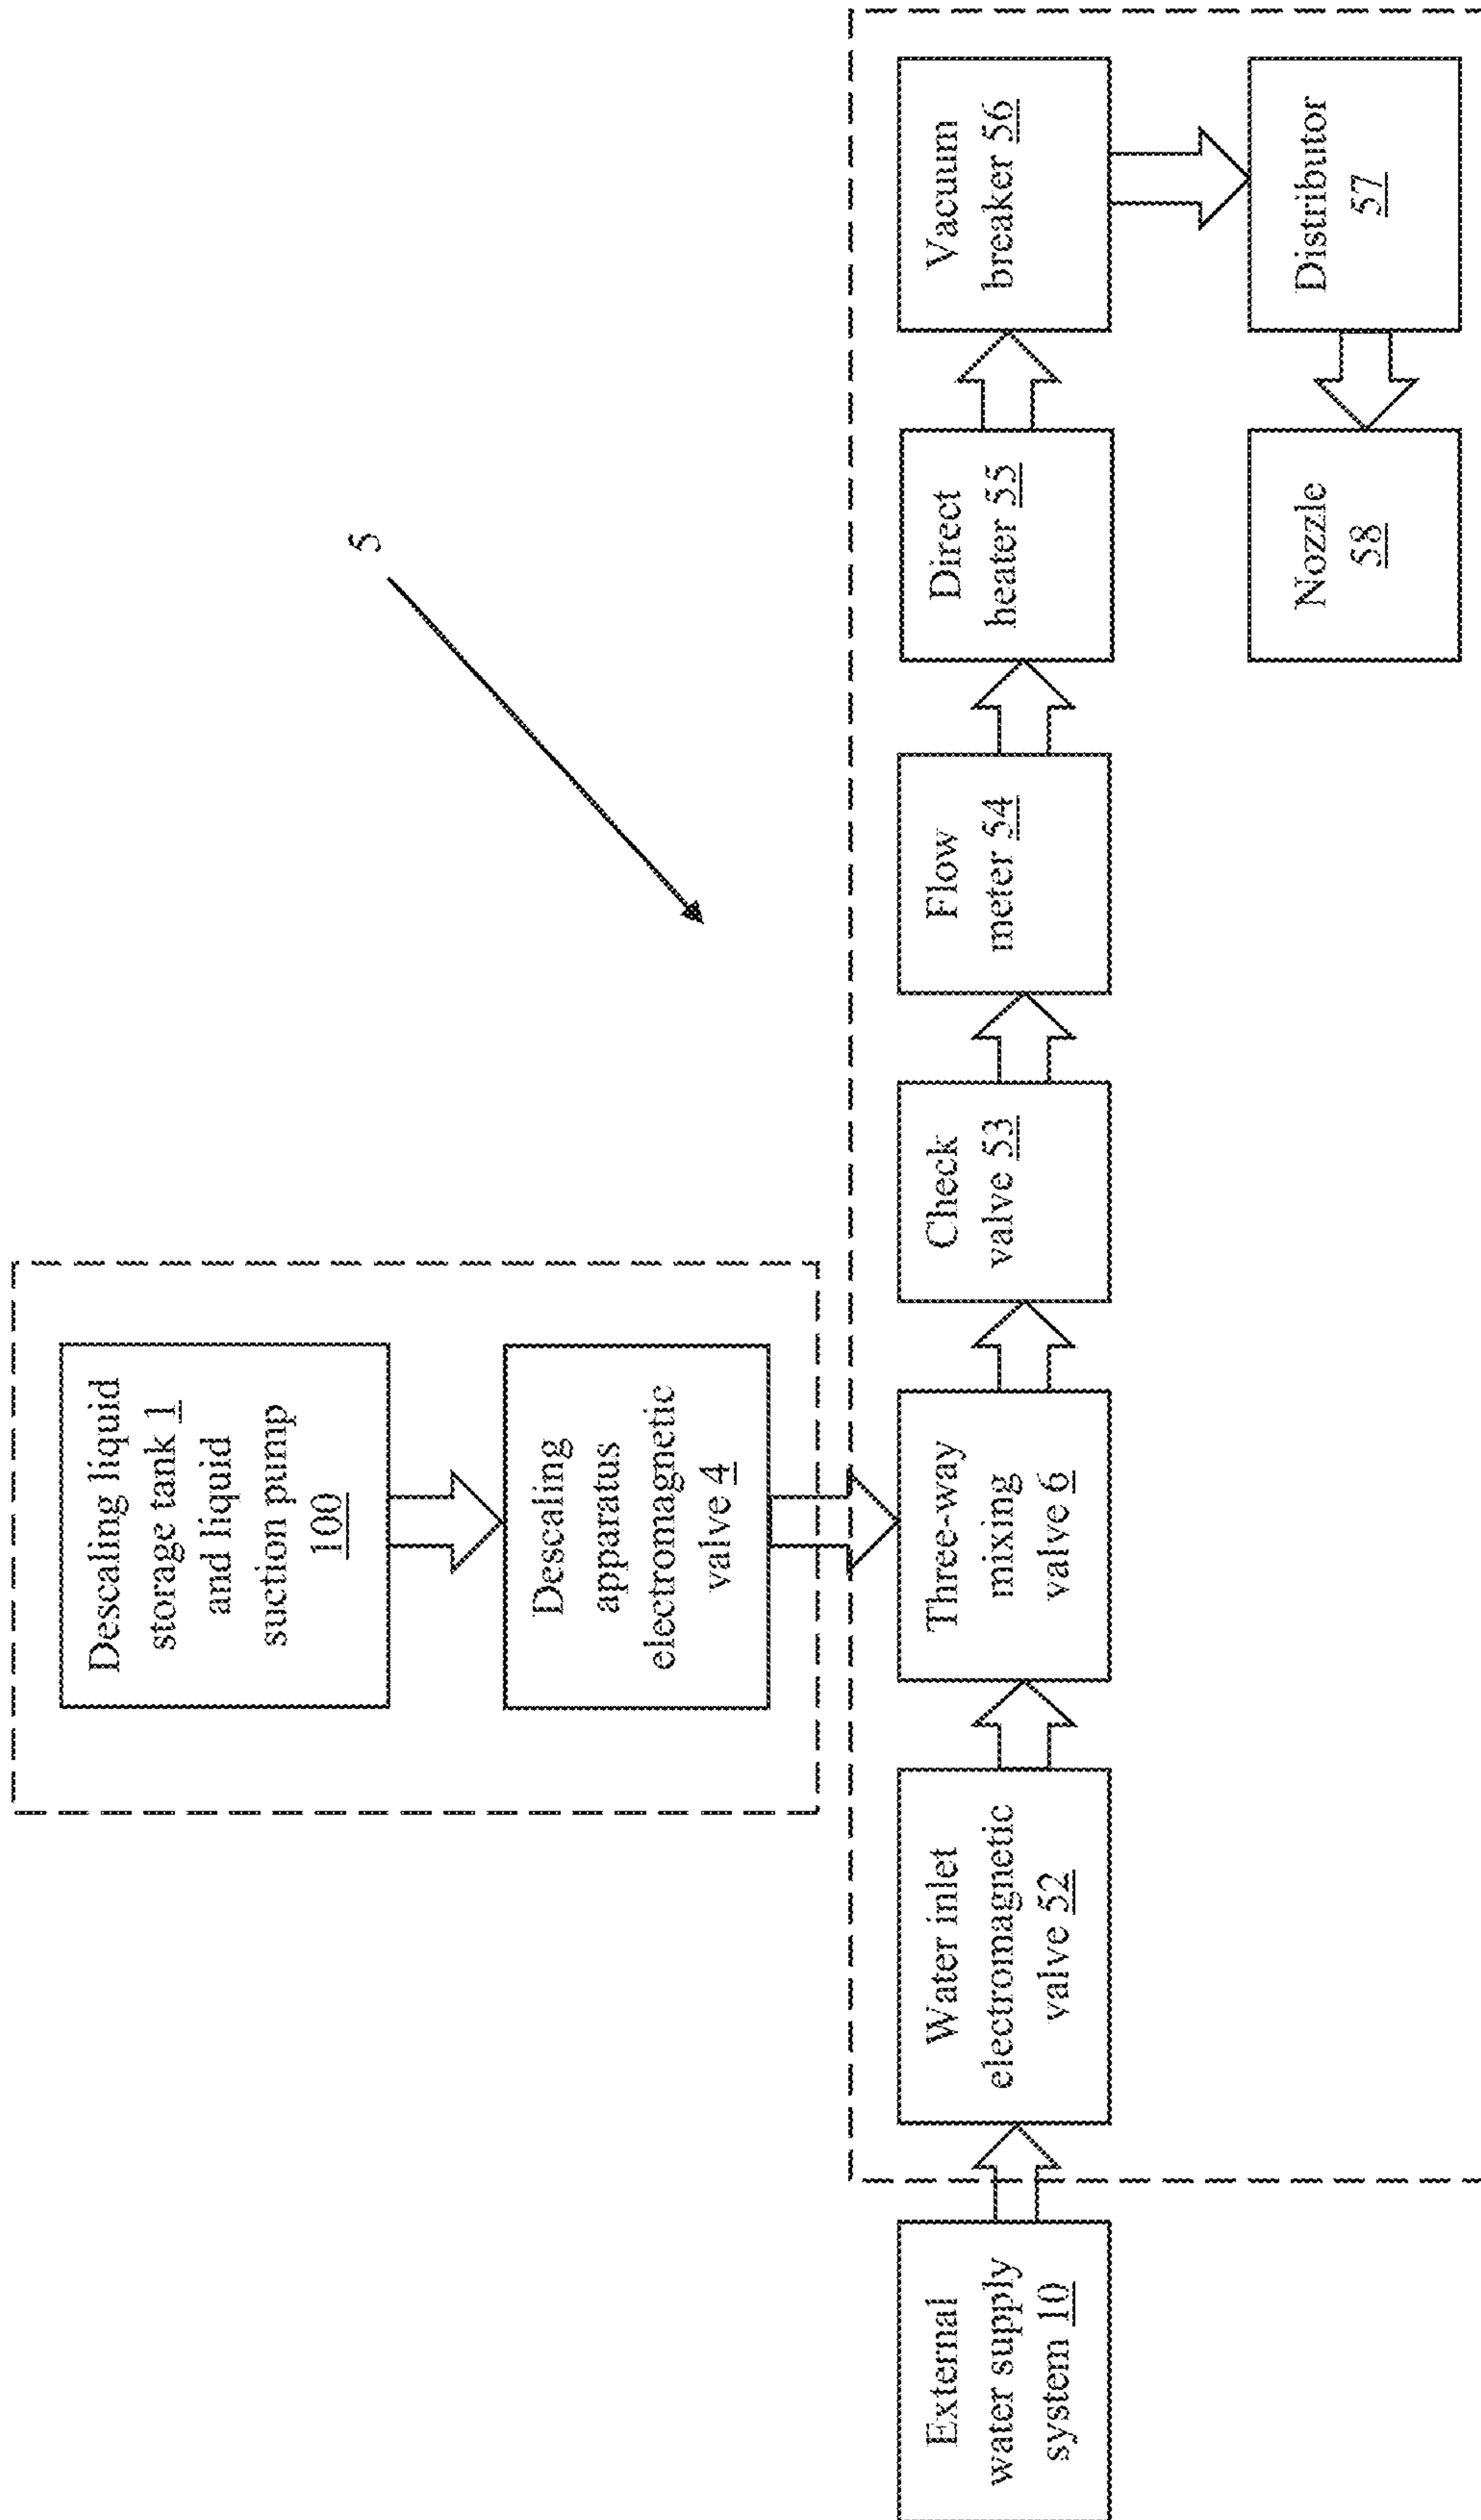 Descaling liquid
storage tank 1
and liquid
suction pump
100
Descaling
apparatus
electromagnetic
valve 4
5
External
water supply
system 10
Water inlet
electromagnetic
valve 52
Three-way
mixing
valve 6
Check
valve 53
Flow
meter 54
Direct
heater 55
Vacuum
breaker 56
Distributor
57
Nozzle
58